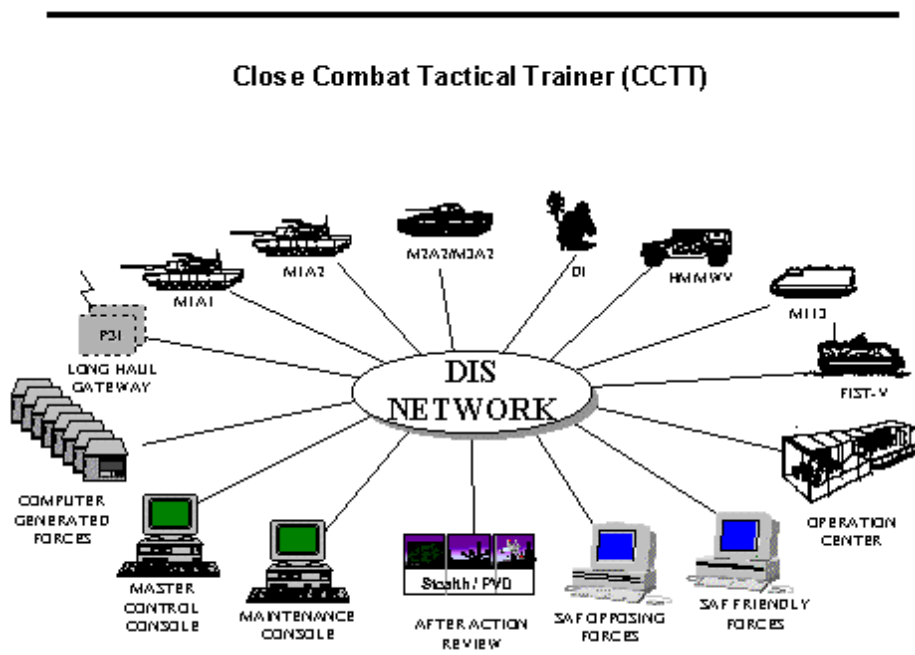 Close Combat Tactical Trainer (CCTT)
M1A1
M1A2
M2A2/M3A2
DI
HMMWV
M113
FIST-V
P3I
LONG HAUL
GATEWAY
DIS
NETWORK
COMPUTER
GENERATED
FORCES
MASTER
CONTROL
CONSOLE
MAINTENANCE
CONSOLE
Stealth / PVD
AFTER ACTION
REVIEW
SAF OPPOSING
FORCES
SAF FRIENDLY
FORCES
OPERATION
CENTER